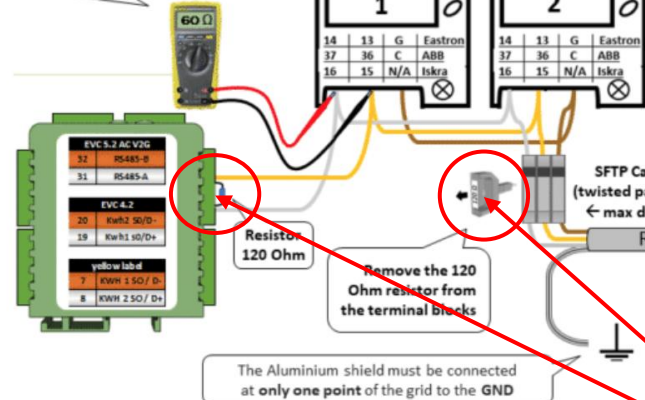 60 Ω
1
2
14 13 G Eastron
37 36 C ABB
16 15 N/A Iskra
14 13 G Eastron
37 36 C ABB
16 15 N/A Iskra
EVC 5.2 AC V2G
32 RS485-B
31 RS485-A
EVC 4.2
20 Kwh2 S0/D-
19 Kwh1 s0/D+
yellow label
7 KWH 1 SO/ D-
8 KWH 2 SO/ D+
Resistor
120 Ohm
Remove the 120
Ohm resistor from
the terminal blocks
SFTP Ca
(twisted p
← max d
The Aluminium shield must be connected
at only one point of the grid to the GND